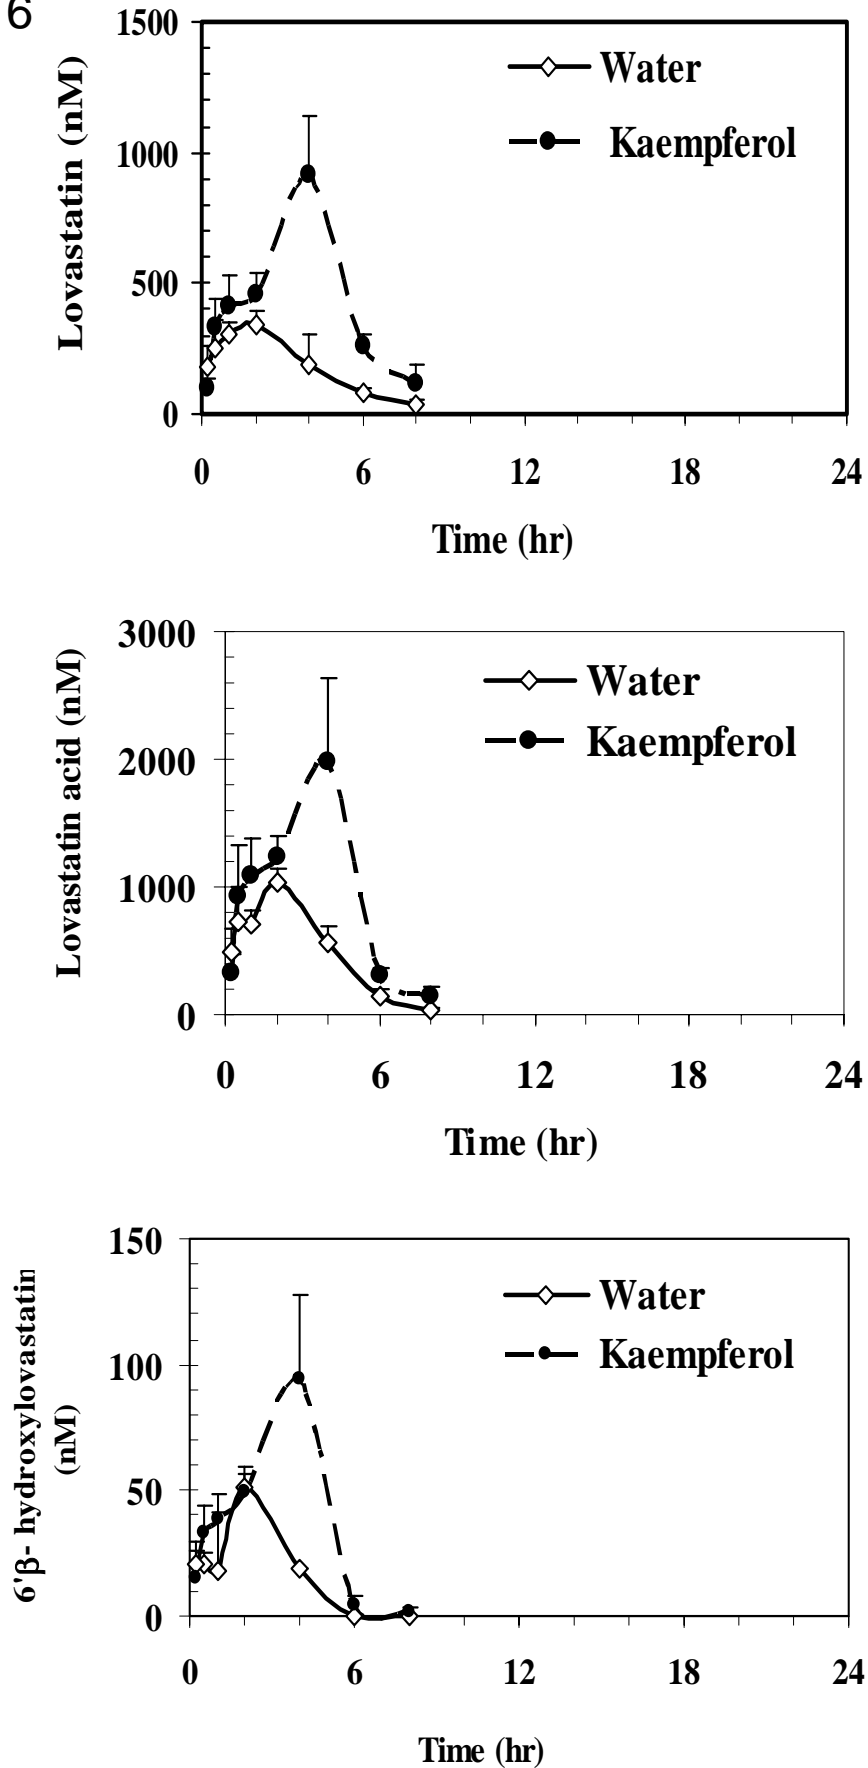 6
1500
1000
500
0
Lovastatin (nM)
Water
Kaempferol
0 6 12 18 24
Time (hr)
3000
2000
1000
0
Lovastatin acid (nM)
Water
Kaempferol
0 6 12 18 24
Time (hr)
150
100
50
0
6'β- hydroxylovastatin
(nM)
Water
Kaempferol
0 6 12 18 24
Time (hr)